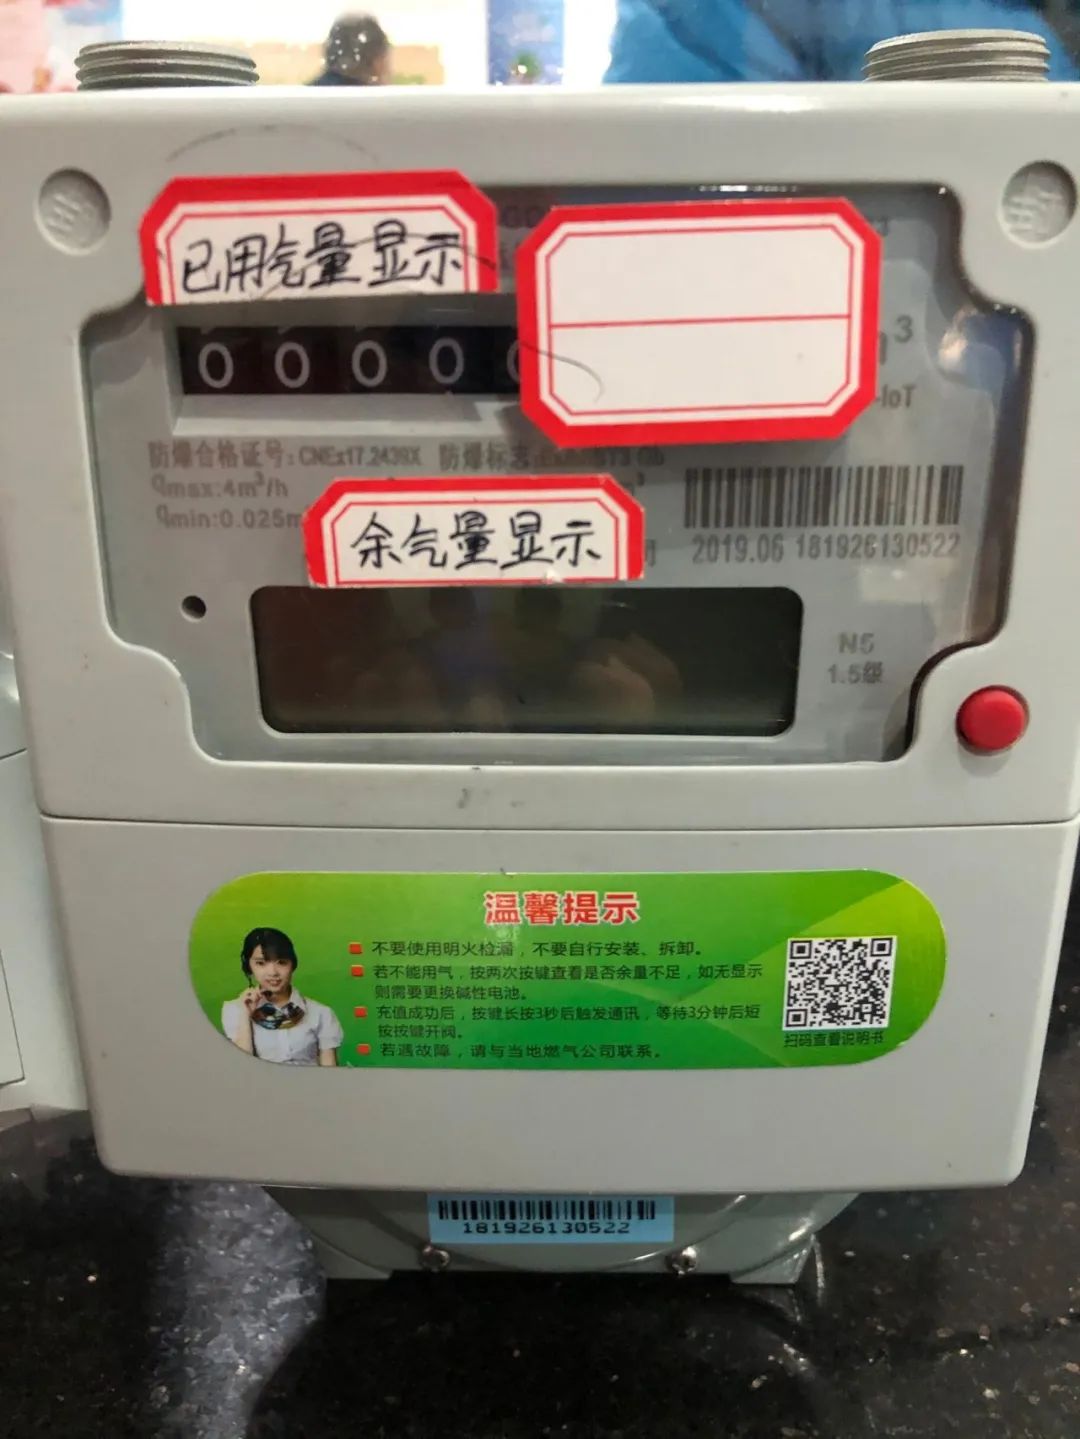 已用气量显示
0 0 0 0
m³
-IoT
防爆合格证号:CNEx17.2439X 防爆标志:
qmax:4m³/h
qmin:0.025m
余气量显示
2019.06 181926130522
N5
1.5级
温馨提示
不要使用明火检漏，不要自行安装、拆卸。
若不能用气，按两次按键查看是否余量不足，如无显示
则需要更换碱性电池。
充值成功后，按键长按3秒后触发通讯，等待3分钟后短
按按键开阀。
若遇故障，请与当地燃气公司联系。
扫码查看说明书
181926130522